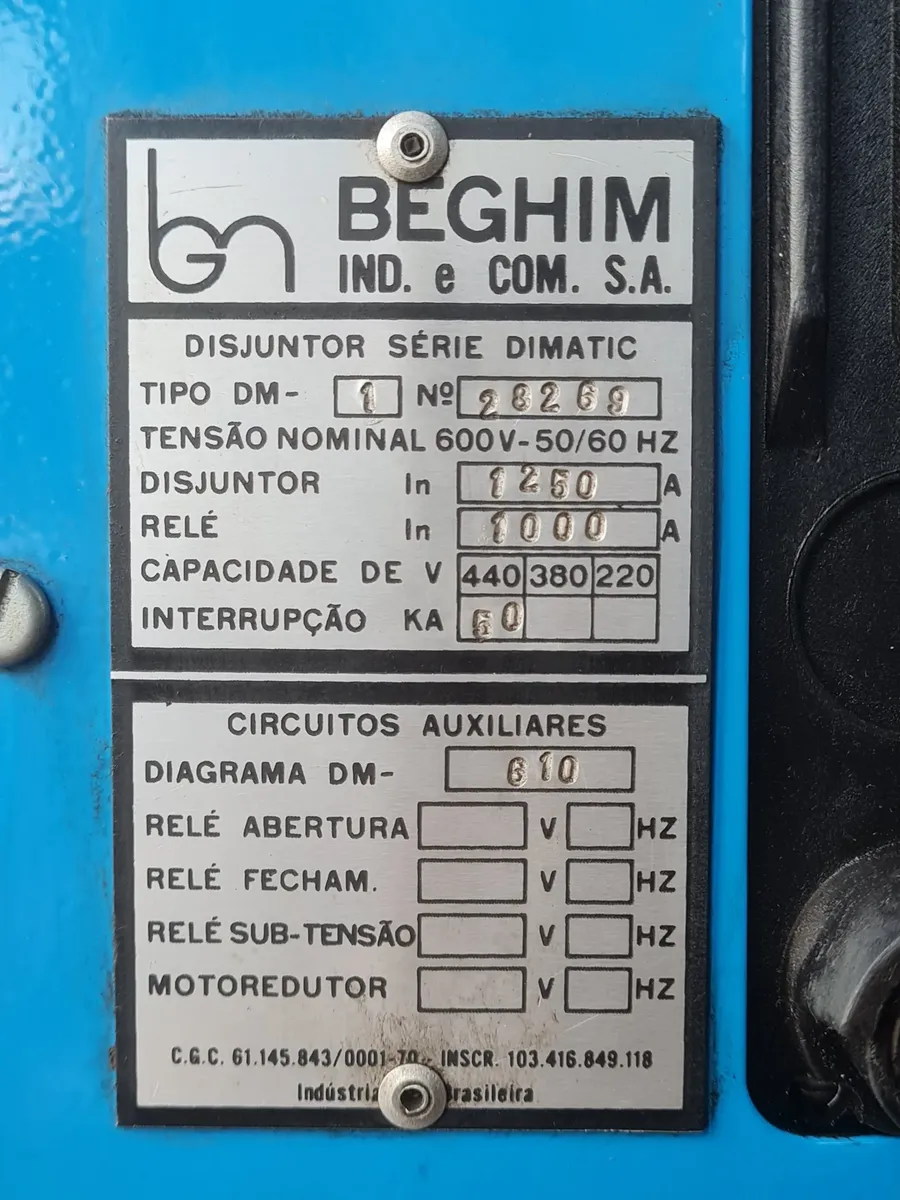 bGn
BEGHIM
IND. e COM. S.A.
DISJUNTOR SÉRIE DIMATIC
TIPO DM- 1 Nº 28269
TENSÃO NOMINAL 600V-50/60 HZ
DISJUNTOR In 1250 A
RELÉ In 1000 A
CAPACIDADE DE V 440 380 220
INTERRUPÇÃO KA 50
CIRCUITOS AUXILIARES
DIAGRAMA DM- 610
RELÉ ABERTURA V HZ
RELÉ FECHAM. V HZ
RELÉ SUB-TENSÃO V HZ
MOTOREDUTOR V HZ
C.G.C. 61.145.843/0001-70 - INSCR. 103.416.849.118
Indústria